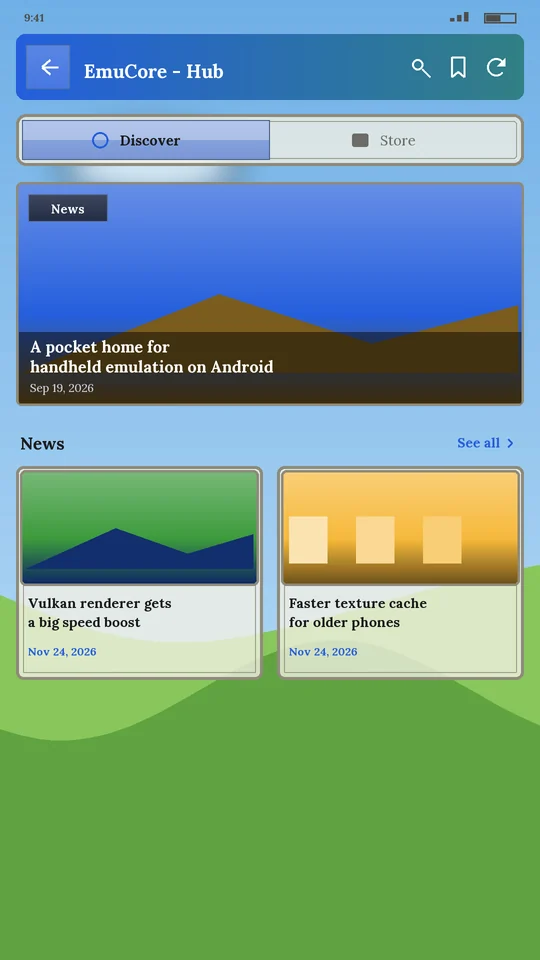 9:41
EmuCore - Hub
Discover
Store
News
A pocket home for
handheld emulation on Android
Sep 19, 2026
News
See all
Vulkan renderer gets
a big speed boost
Nov 24, 2026
Faster texture cache
for older phones
Nov 24, 2026